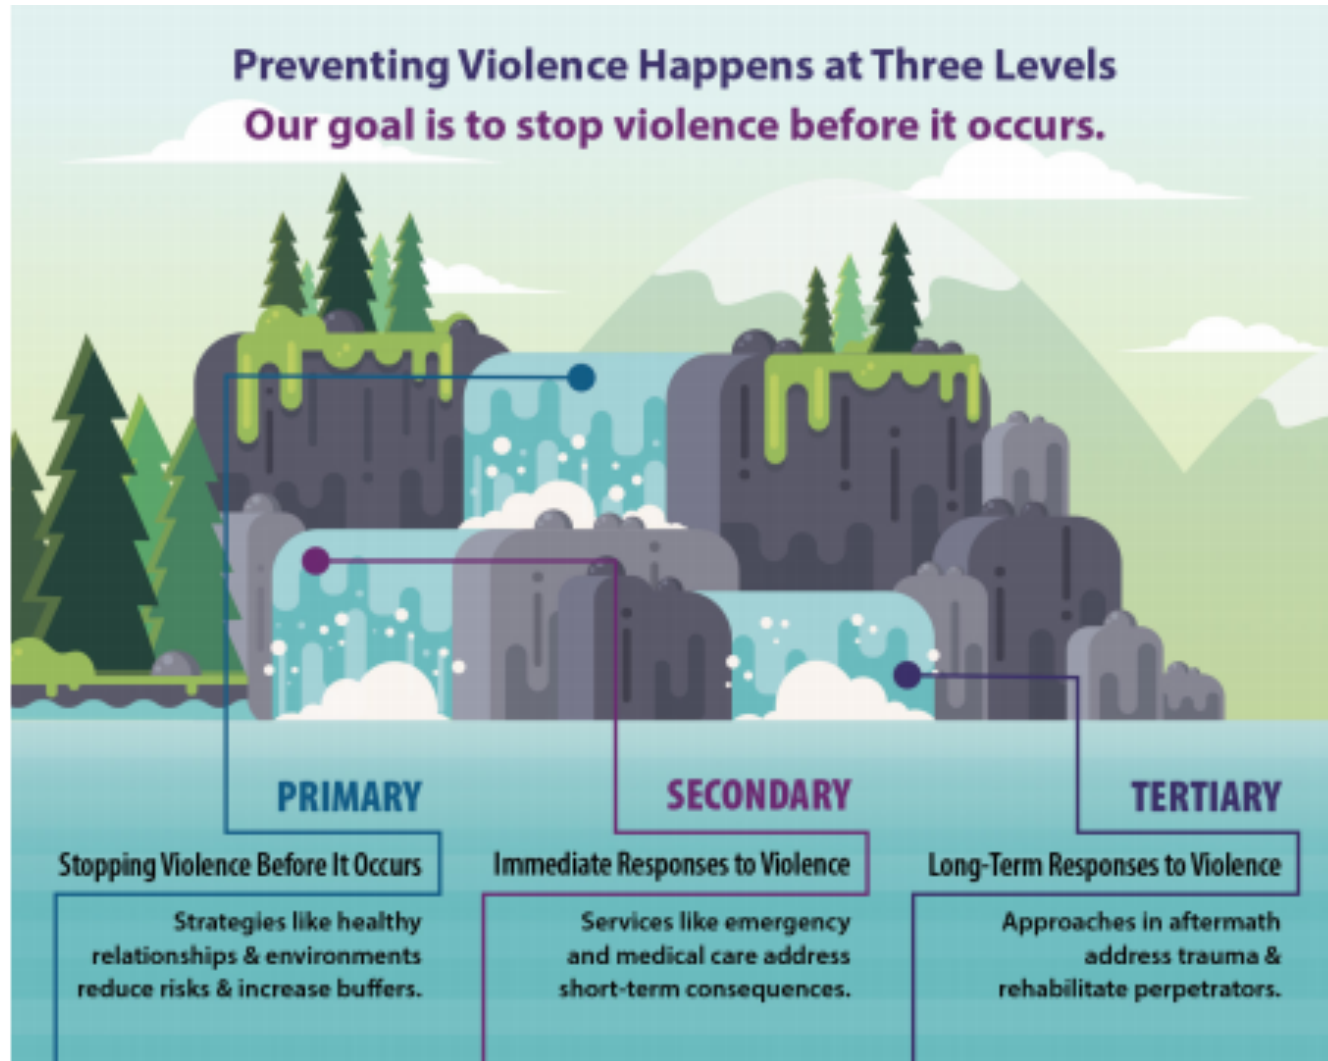 Preventing Violence Happens at Three Levels
Our goal is to stop violence before it occurs.
PRIMARY
Stopping Violence Before It Occurs
Strategies like healthy
relationships & environments
reduce risks & increase buffers.
SECONDARY
Immediate Responses to Violence
Services like emergency
and medical care address
short-term consequences.
TERTIARY
Long-Term Responses to Violence
Approaches in aftermath
address trauma &
rehabilitate perpetrators.